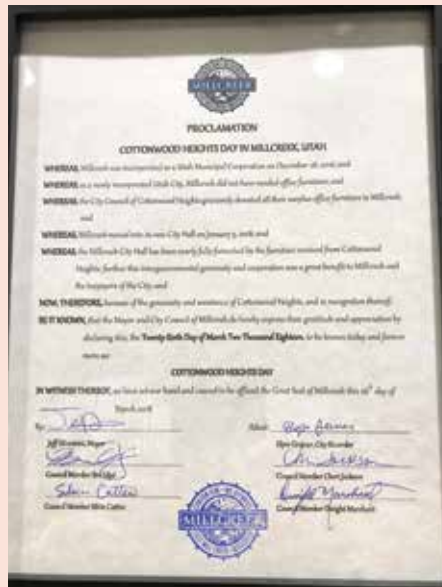 MILLCREEK
PROCLAMATION
COTTONWOOD HEIGHTS DAY IN MILLCREEK, UTAH
WHEREAS, Millcreek was incorporated as a Utah Municipal Corporation on December 28, 2016; and
WHEREAS, as a newly incorporated Utah City, Millcreek did not have needed office furniture; and
WHEREAS, the City Council of Cottonwood Heights generously donated all their surplus office furniture to Millcreek;
and
WHEREAS, Millcreek moved into its new City Hall on January 9, 2018; and
WHEREAS, the Millcreek City Hall has been nearly fully furnished by the furniture received from Cottonwood
Heights; further this intergovernmental generosity and cooperation was a great benefit to Millcreek and
the taxpayers of the City; and
NOW, THEREFORE, because of the generosity and assistance of Cottonwood Heights, and in recognition thereof;
BE IT KNOWN, that the Mayor and City Council of Millcreek do hereby express their gratitude and appreciation by
declaring this, the Twenty Sixth Day of March Two Thousand Eighteen, to be known today and forever
more as:
COTTONWOOD HEIGHTS DAY
IN WITNESS THEREOF, we have set our hand and caused to be affixed the Great Seal of Millcreek this 26th day of
March, 2018
By:
Attest:
Jeff Silvestrini, Mayor
City Recorder
Silvia Catten
Dwight Marchant
Council Member
Council Member Cheri Jackson
Council Member Silvia Catten
Council Member Dwight Marchant
MILLCREEK